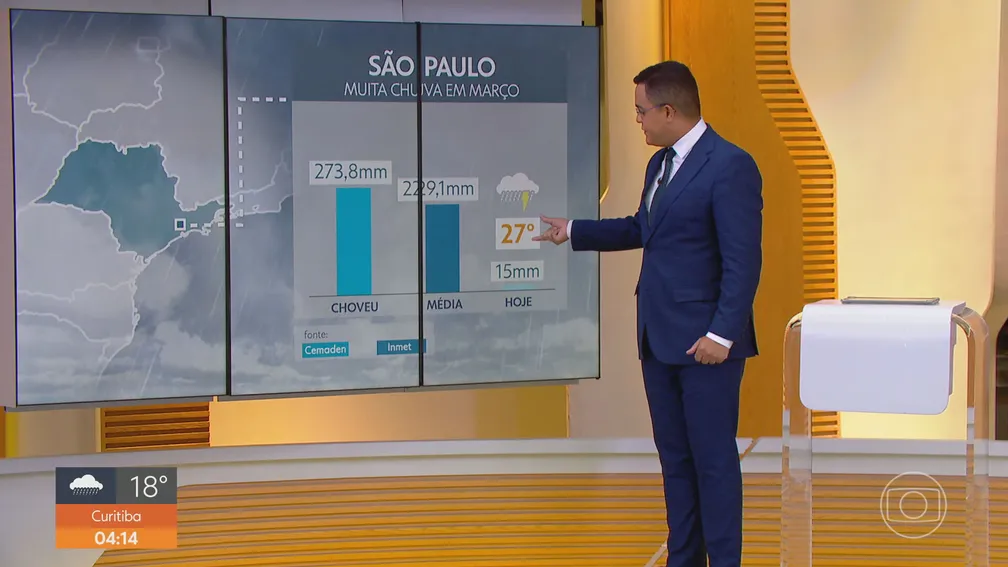 SÃO PAULO
MUITA CHUVA EM MARÇO
273,8mm
229,1mm
27°
15mm
CHOVEU
MÉDIA
HOJE
fonte:
Cemaden
Inmet
18°
Curitiba
04:14